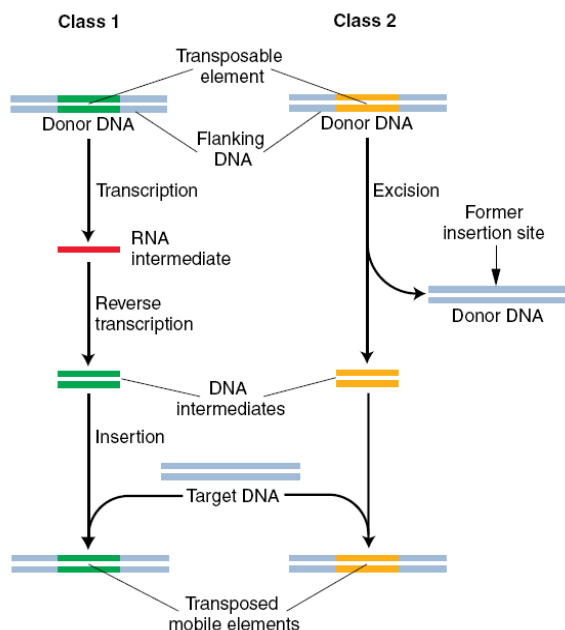 Class 1
Class 2
Transposable
element
Donor DNA
Donor DNA
Flanking
DNA
Transcription
Excision
RNA
intermediate
Former
insertion site
Reverse
transcription
Donor DNA
DNA
intermediates
Insertion
Target DNA
Transposed
mobile elements